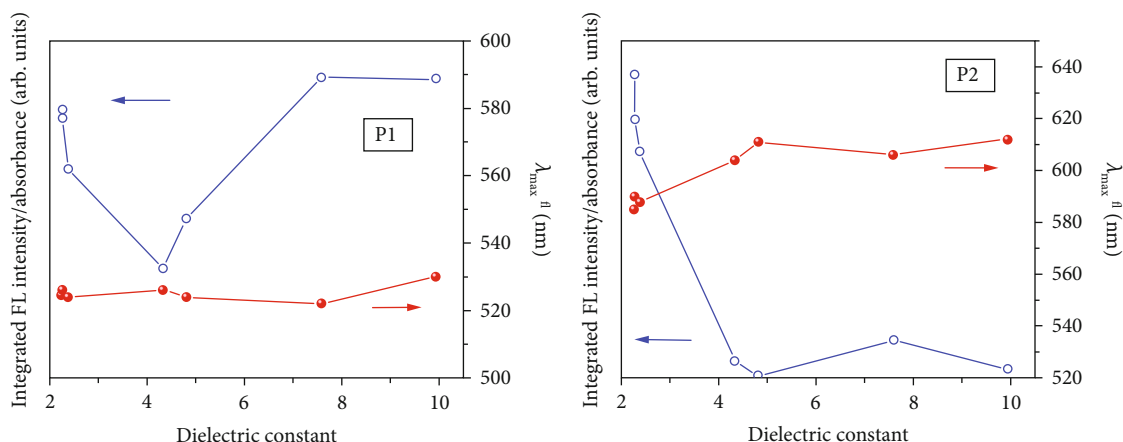 Integrated FL intensity/absorbance (arb. units)
P1
600
580
560
540
520
500
λmax fl (nm)
2 4 6 8 10
Dielectric constant
Integrated FL intensity/absorbance (arb. units)
P2
640
620
600
580
560
540
520
λmax fl (nm)
2 4 6 8 10
Dielectric constant